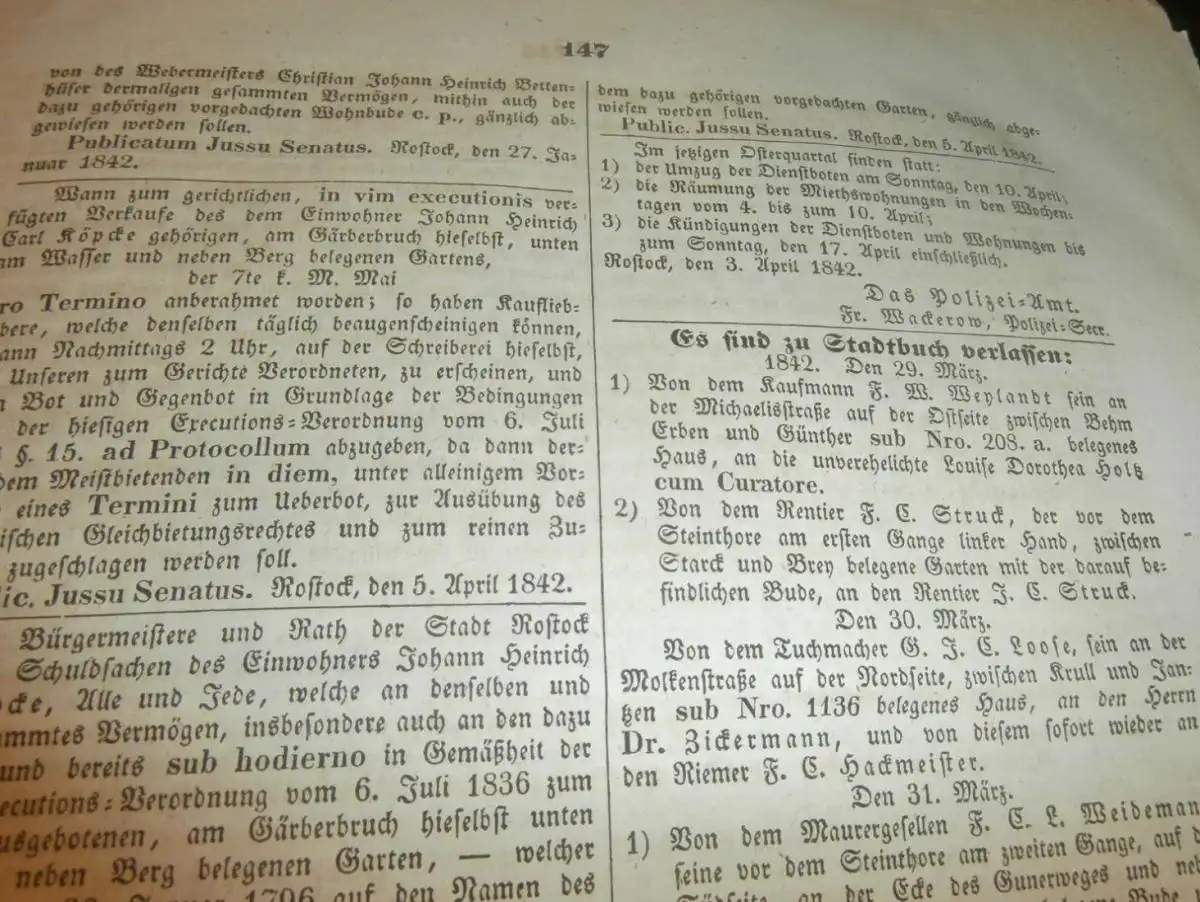 147
von des Webermeisters Christian Johann Heinrich Betten-
hüser dermaligen gesammten Vermögen, mithin auch der
dazu gehörigen vorgedachten Wohnbude c. p., gänzlich ab-
gewiesen werden sollen.
Publicatum Jussu Senatus. Rostock, den 27. Ja-
nuar 1842.
Wann zum gerichtlichen, in vim executionis ver-
fügten Verkaufe des dem Einwohner Johann Heinrich
Carl Köpcke gehörigen, am Gärberbruch hieselbst, unten
am Wasser und neben Berg belegenen Gartens,
der 7te k. M. Mai
ro Termino anberahmet worden; so haben Kauflieb-
bere, welche denselben täglich beaugenscheinigen können,
ann Nachmittags 2 Uhr, auf der Schreiberei hieselbst,
Unseren zum Gerichte Verordneten, zu erscheinen, und
Bot und Gegenbot in Grundlage der Bedingungen
der hiesigen Executions-Verordnung vom 6. Juli
§. 15. ad Protocollum abzugeben, da dann der-
dem Meistbietenden in diem, unter alleinigem Vor-
eines Termini zum Ueberbot, zur Ausübung des
ischen Gleichbietungsrechtes und zum reinen Zu-
zugeschlagen werden soll.
lic. Jussu Senatus. Rostock, den 5. April 1842.
Bürgermeistere und Rath der Stadt Rostock
Schuldsachen des Einwohners Johann Heinrich
cke, Alle und Jede, welche an denselben und
ammtes Vermögen, insbesondere auch an den dazu
und bereits sub hodierno in Gemäßheit der
ecutions-Verordnung vom 6. Juli 1836 zum
usgebotenen, am Gärberbruch hieselbst unten
neben Berg belegenen Garten, — welcher
1796 auf den Namen des
dem dazu gehörigen vorgedachten Garten, gänzlich abge-
wiesen werden sollen.
Public. Jussu Senatus. Rostock, den 5. April 1842.
Im jetzigen Osterquartal finden statt:
1) der Umzug der Dienstboten am Sonntag, den 10. April;
2) die Räumung der Miethswohnungen in den Wochen-
tagen vom 4. bis zum 10. April;
3) die Kündigungen der Dienstboten und Wohnungen bis
zum Sonntag, den 17. April einschließlich.
Rostock, den 3. April 1842.
Das Polizei-Amt.
Fr. Wackerow, Polizei-Secr.
Es sind zu Stadtbuch verlassen:
1842. Den 29. März.
1) Von dem Kaufmann F. W. Weylandt sein an
der Michaelisstraße auf der Ostseite zwischen Behm
Erben und Günther sub Nro. 208. a. belegenes
Haus, an die unverehelichte Louise Dorothea Holtz
cum Curatore.
2) Von dem Rentier F. C. Struck, der vor dem
Steinthore am ersten Gange linker Hand, zwischen
Starck und Brey belegene Garten mit der darauf be-
findlichen Bude, an den Rentier J. C. Struck.
Den 30. März.
Von dem Tuchmacher G. J. C. Loose, sein an der
Molkenstraße auf der Nordseite, zwischen Krull und Jan-
tzen sub Nro. 1136 belegenes Haus, an den Herrn
Dr. Zickermann, und von diesem sofort wieder an
den Riemer F. C. Hackmeister.
Den 31. März.
1) Von dem Maurergesellen F. C. L. Weideman
seine vor dem Steinthore am zweiten Gange, auf d
Südseite, an der Ecke des Gunerweges und neb
belegene Bude